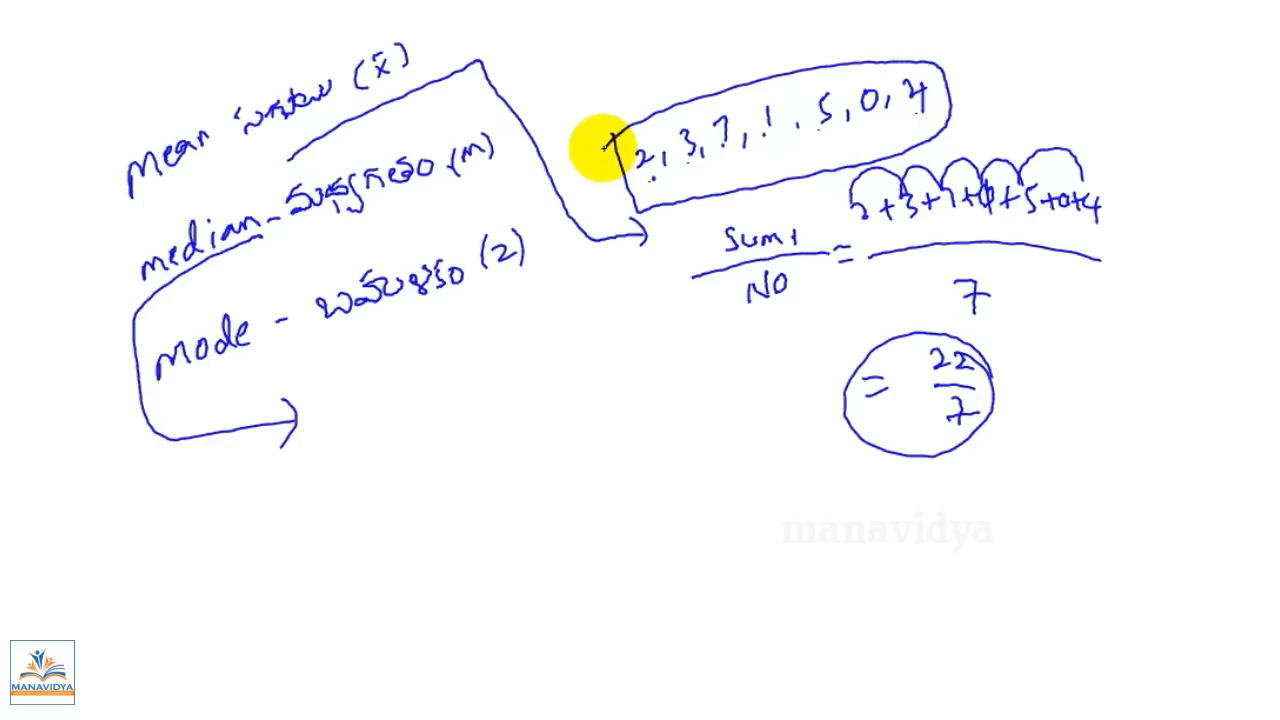 mean సగటు (x̄)
median - మధ్యగతం (m)
mode - బహుళకం (z)
2, 3, 7, 1, 5, 0, 4
sum / NO = 2+3+7+1+5+0+4 / 7
= 22/7
manavidya
MANAVIDYA